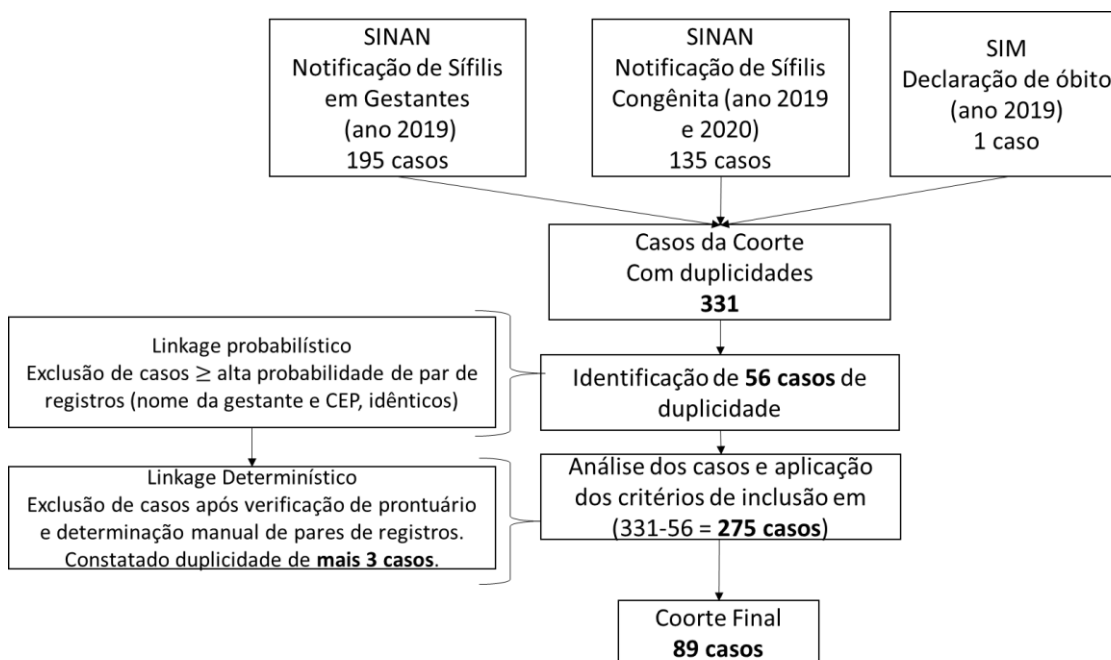 SINAN
Notificação de Sífilis
em Gestantes
(ano 2019)
195 casos
SINAN
Notificação de Sífilis
Congênita (ano 2019
e 2020)
135 casos
SIM
Declaração de óbito
(ano 2019)
1 caso
Casos da Coorte
Com duplicidades
331
Linkage probabilístico
Exclusão de casos ≥ alta probabilidade de par de
registros (nome da gestante e CEP, idênticos)
Identificação de 56 casos de
duplicidade
Linkage Determinístico
Exclusão de casos após verificação de prontuário
e determinação manual de pares de registros.
Constatado duplicidade de mais 3 casos.
Análise dos casos e aplicação
dos critérios de inclusão em
(331-56 = 275 casos)
Coorte Final
89 casos